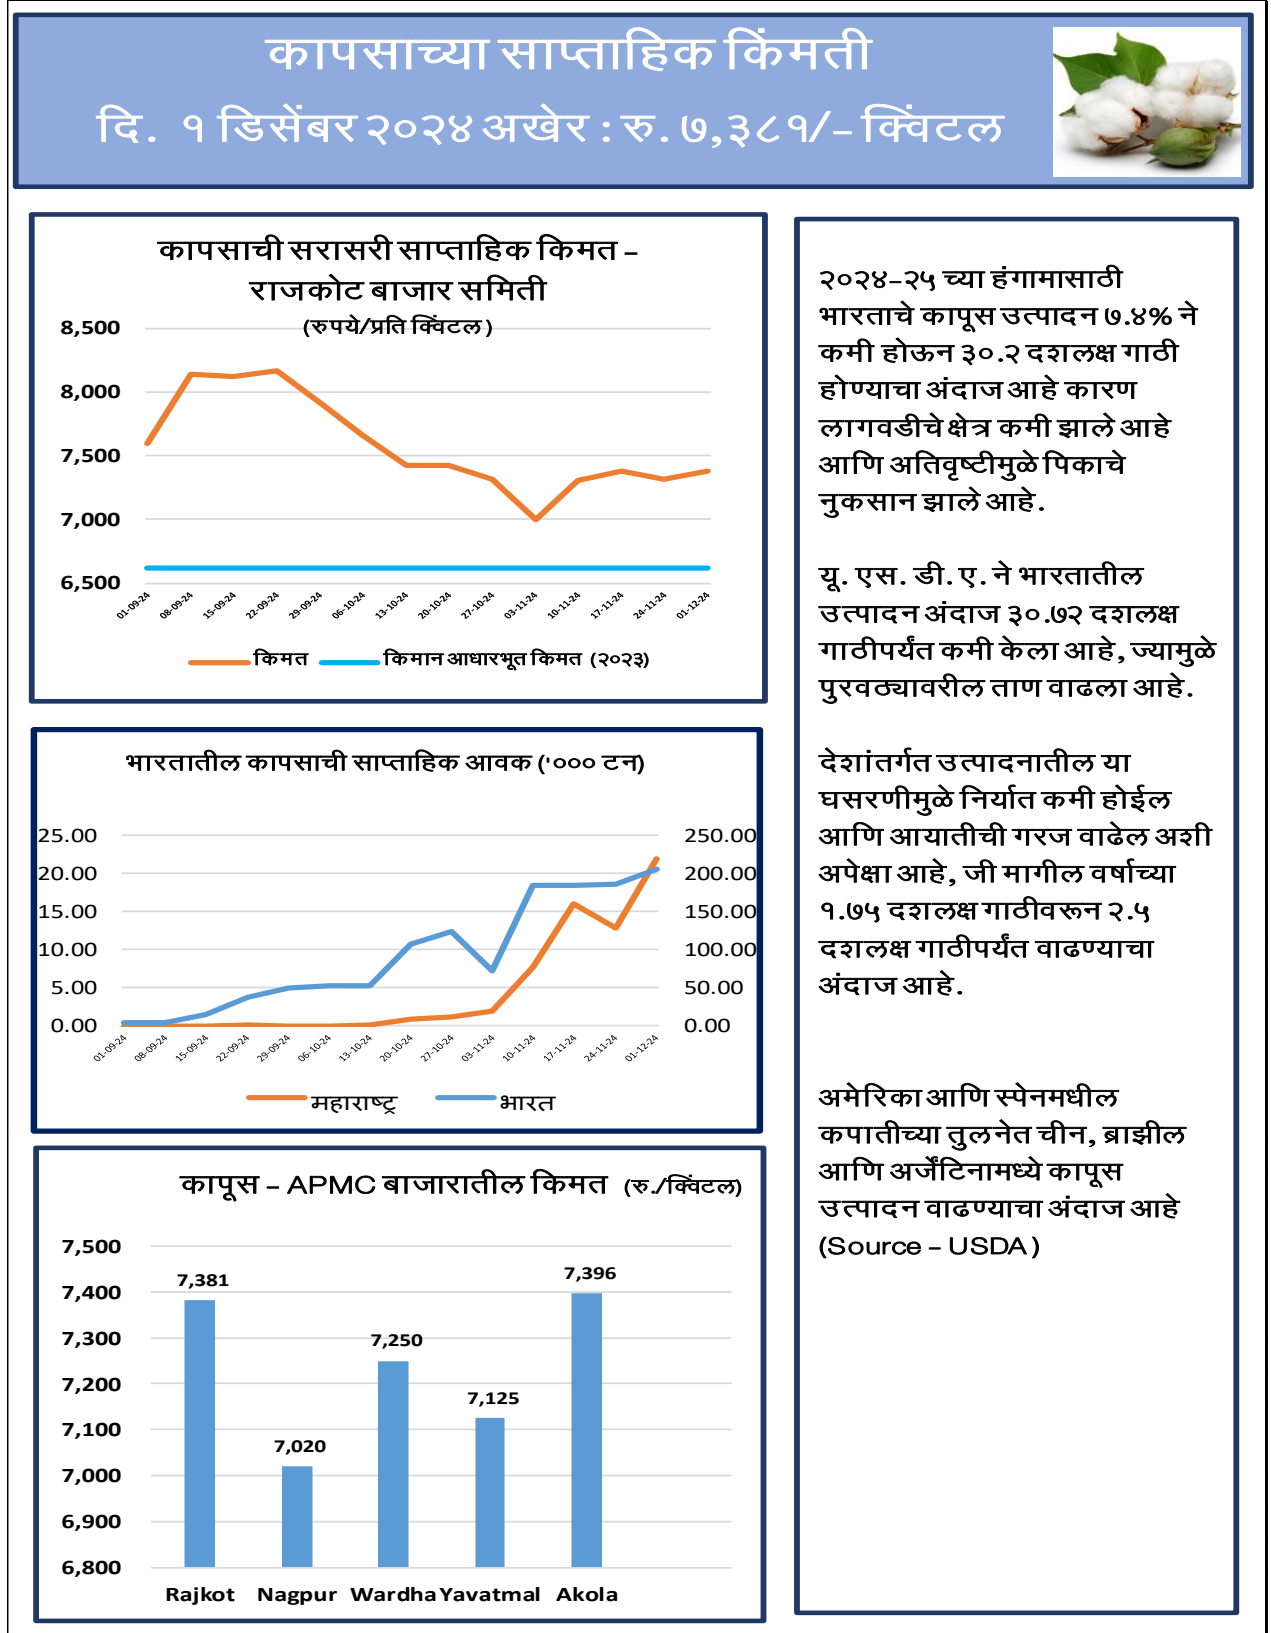 कापसाच्या साप्ताहिक किंमती
दि. १ डिसेंबर २०२४ अखेर : रु. ७,३८१/- क्विंटल
कापसाची सरासरी साप्ताहिक किमत -
राजकोट बाजार समिती
(रुपये/प्रति क्विंटल)
8,500
8,000
7,500
7,000
6,500
01-09-24 08-09-24 15-09-24 22-09-24 29-09-24 06-10-24 13-10-24 20-10-24 27-10-24 03-11-24 10-11-24 17-11-24 24-11-24 01-12-24
किमत किमान आधारभूत किमत (२०२३)
भारतातील कापसाची साप्ताहिक आवक ('००० टन)
25.00 250.00
20.00 200.00
15.00 150.00
10.00 100.00
5.00 50.00
0.00 0.00
01-09-24 08-09-24 15-09-24 22-09-24 29-09-24 06-10-24 13-10-24 20-10-24 27-10-24 03-11-24 10-11-24 17-11-24 24-11-24 01-12-24
महाराष्ट्र भारत
कापूस - APMC बाजारातील किमत (रु./क्विंटल)
7,500
7,400
7,300
7,200
7,100
7,000
6,900
6,800
7,381
7,020
7,250
7,125
7,396
Rajkot Nagpur Wardha Yavatmal Akola
२०२४-२५ च्या हंगामासाठी
भारताचे कापूस उत्पादन ७.४% ने
कमी होऊन ३०.२ दशलक्ष गाठी
होण्याचा अंदाज आहे कारण
लागवडीचे क्षेत्र कमी झाले आहे
आणि अतिवृष्टीमुळे पिकाचे
नुकसान झाले आहे.
यू. एस. डी. ए. ने भारतातील
उत्पादन अंदाज ३०.७२ दशलक्ष
गाठीपर्यंत कमी केला आहे, ज्यामुळे
पुरवठ्यावरील ताण वाढला आहे.
देशांतर्गत उत्पादनातील या
घसरणीमुळे निर्यात कमी होईल
आणि आयातीची गरज वाढेल अशी
अपेक्षा आहे, जी मागील वर्षाच्या
१.७५ दशलक्ष गाठीवरून २.५
दशलक्ष गाठीपर्यंत वाढण्याचा
अंदाज आहे.
अमेरिका आणि स्पेनमधील
कपातीच्या तुलनेत चीन, ब्राझील
आणि अर्जेंटिनामध्ये कापूस
उत्पादन वाढण्याचा अंदाज आहे
(Source - USDA)